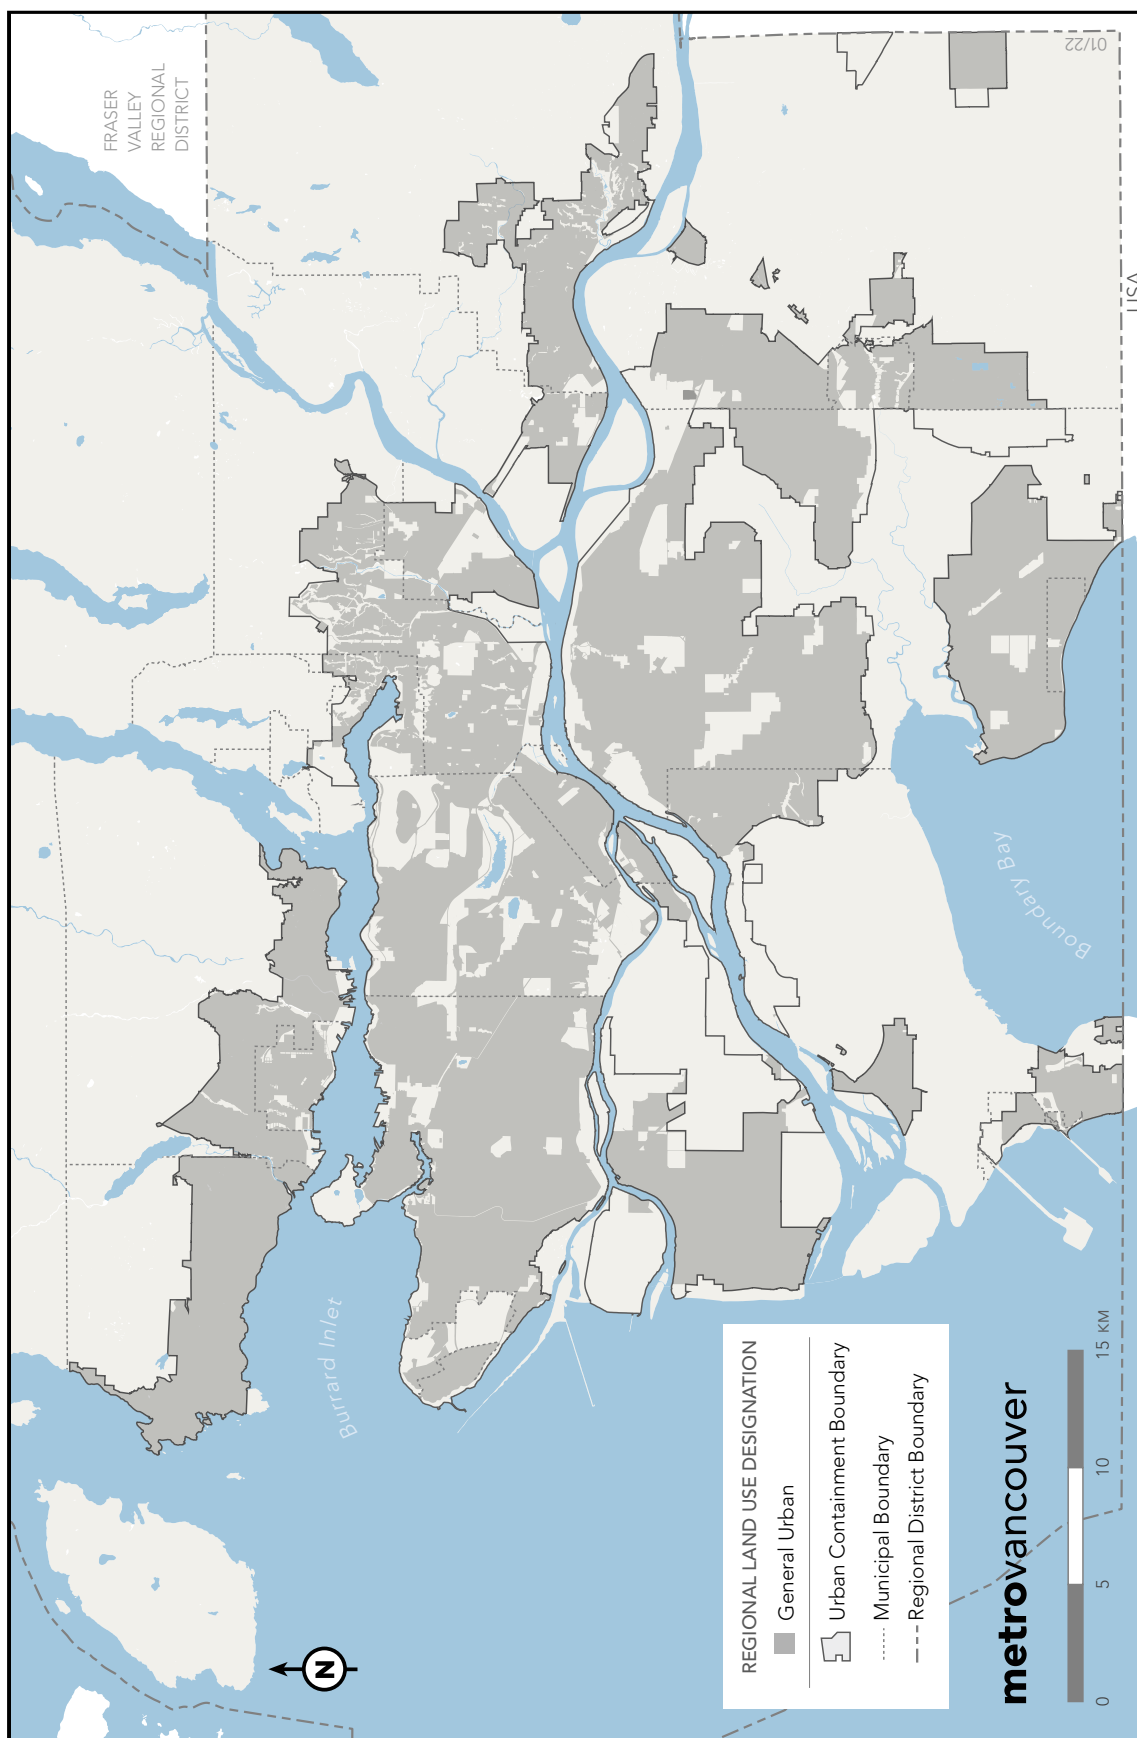 FRASER
VALLEY
REGIONAL
DISTRICT
01/22
USA
Boundary Bay
Burrard Inlet
N
REGIONAL LAND USE DESIGNATION
General Urban
Urban Containment Boundary
Municipal Boundary
Regional District Boundary
metrovancouver
0 5 10 15 KM